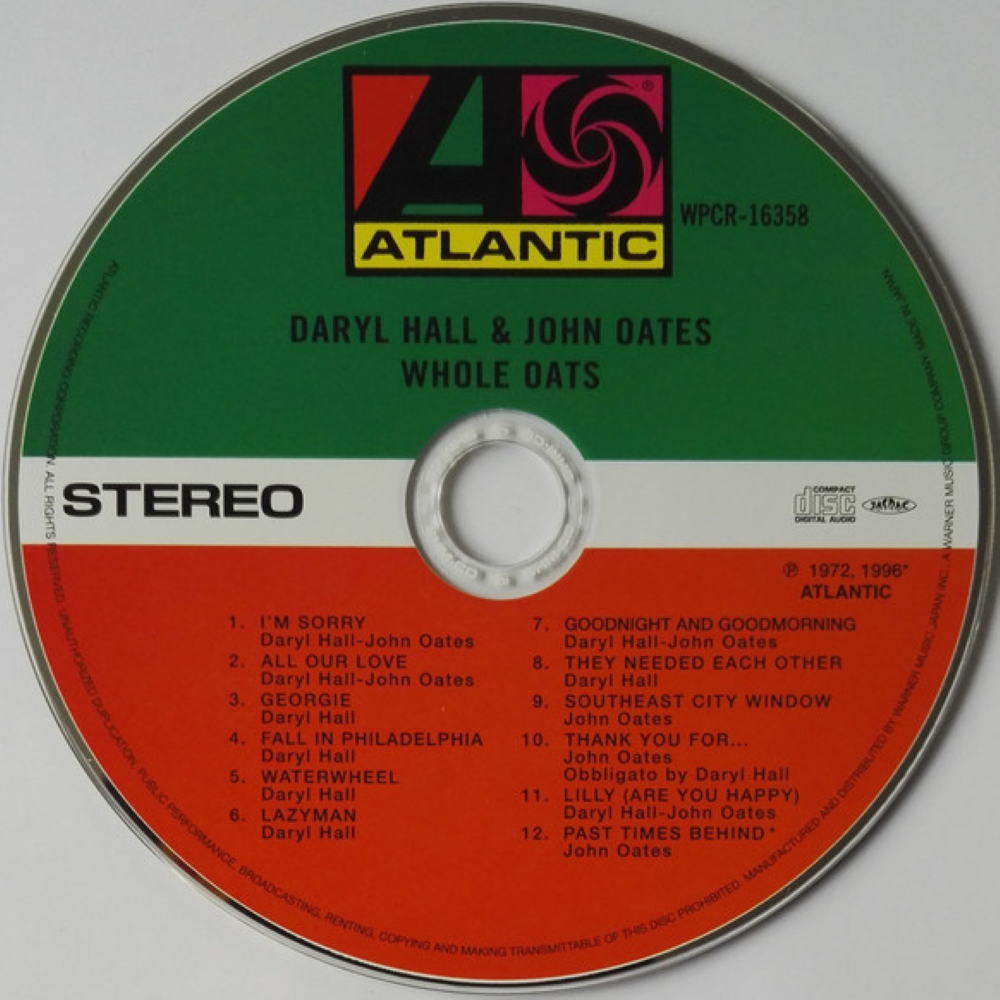 ®
ATLANTIC
WPCR-16358
DARYL HALL & JOHN OATES
WHOLE OATS
STEREO
COMPACT
disc
DIGITAL AUDIO
JASRAC
℗ 1972, 1996*
ATLANTIC
1. I'M SORRY
Daryl Hall-John Oates
2. ALL OUR LOVE
Daryl Hall-John Oates
3. GEORGIE
Daryl Hall
4. FALL IN PHILADELPHIA
Daryl Hall
5. WATERWHEEL
Daryl Hall
6. LAZYMAN
Daryl Hall
7. GOODNIGHT AND GOODMORNING
Daryl Hall-John Oates
8. THEY NEEDED EACH OTHER
Daryl Hall
9. SOUTHEAST CITY WINDOW
John Oates
10. THANK YOU FOR...
John Oates
Obbligato by Daryl Hall
11. LILLY (ARE YOU HAPPY)
Daryl Hall-John Oates
12. PAST TIMES BEHIND*
John Oates
ATLANTIC RECORDING CORPORATION. ALL RIGHTS RESERVED. UNAUTHORIZED DUPLICATION, PUBLIC PERFORMANCE, BROADCASTING, RENTING, COPYING AND MAKING TRANSMITTABLE OF THIS DISC PROHIBITED. MANUFACTURED AND DISTRIBUTED BY WARNER MUSIC JAPAN INC., A WARNER MUSIC GROUP COMPANY. MADE IN JAPAN